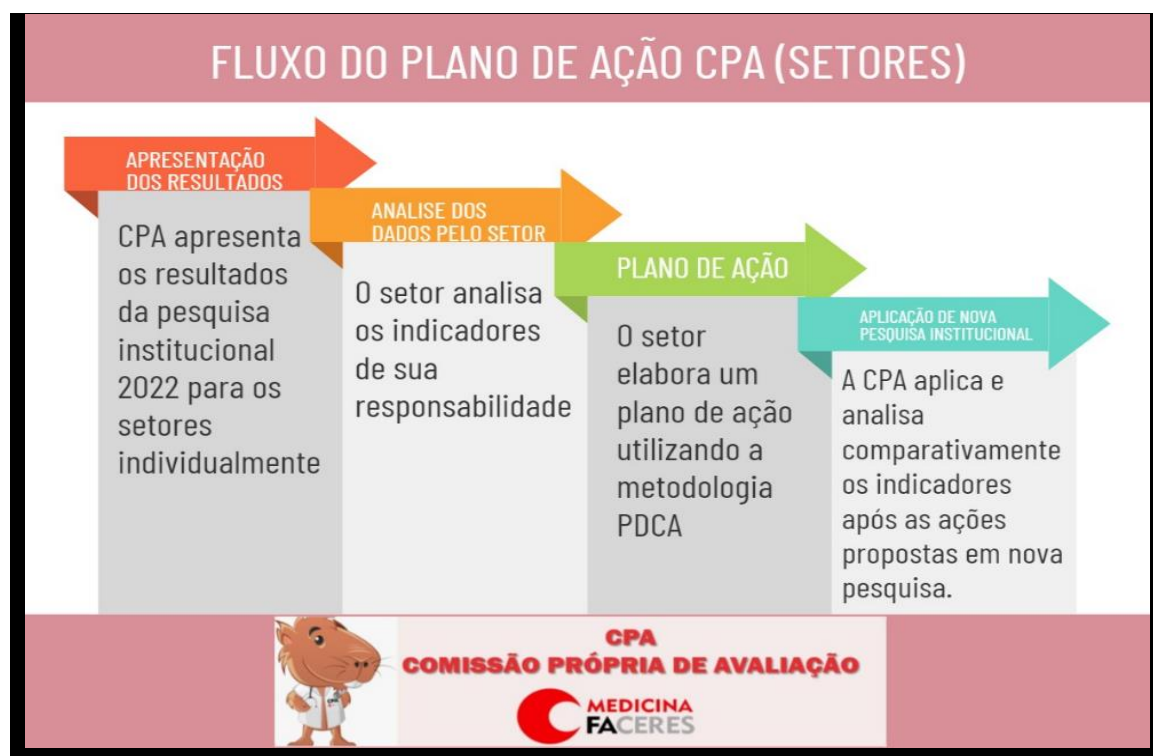 FLUXO DO PLANO DE AÇÃO CPA (SETORES)
APRESENTAÇÃO
DOS RESULTADOS
CPA apresenta
os resultados
da pesquisa
institucional
2022 para os
setores
individualmente
ANALISE DOS
DADOS PELO SETOR
O setor analisa
os indicadores
de sua
responsabilidade
PLANO DE AÇÃO
O setor
elabora um
plano de ação
utilizando a
metodologia
PDCA
APLICAÇÃO DE NOVA
PESQUISA INSTITUCIONAL
A CPA aplica e
analisa
comparativamente
os indicadores
após as ações
propostas em nova
pesquisa.
CPA
COMISSÃO PRÓPRIA DE AVALIAÇÃO
MEDICINA
FACERES